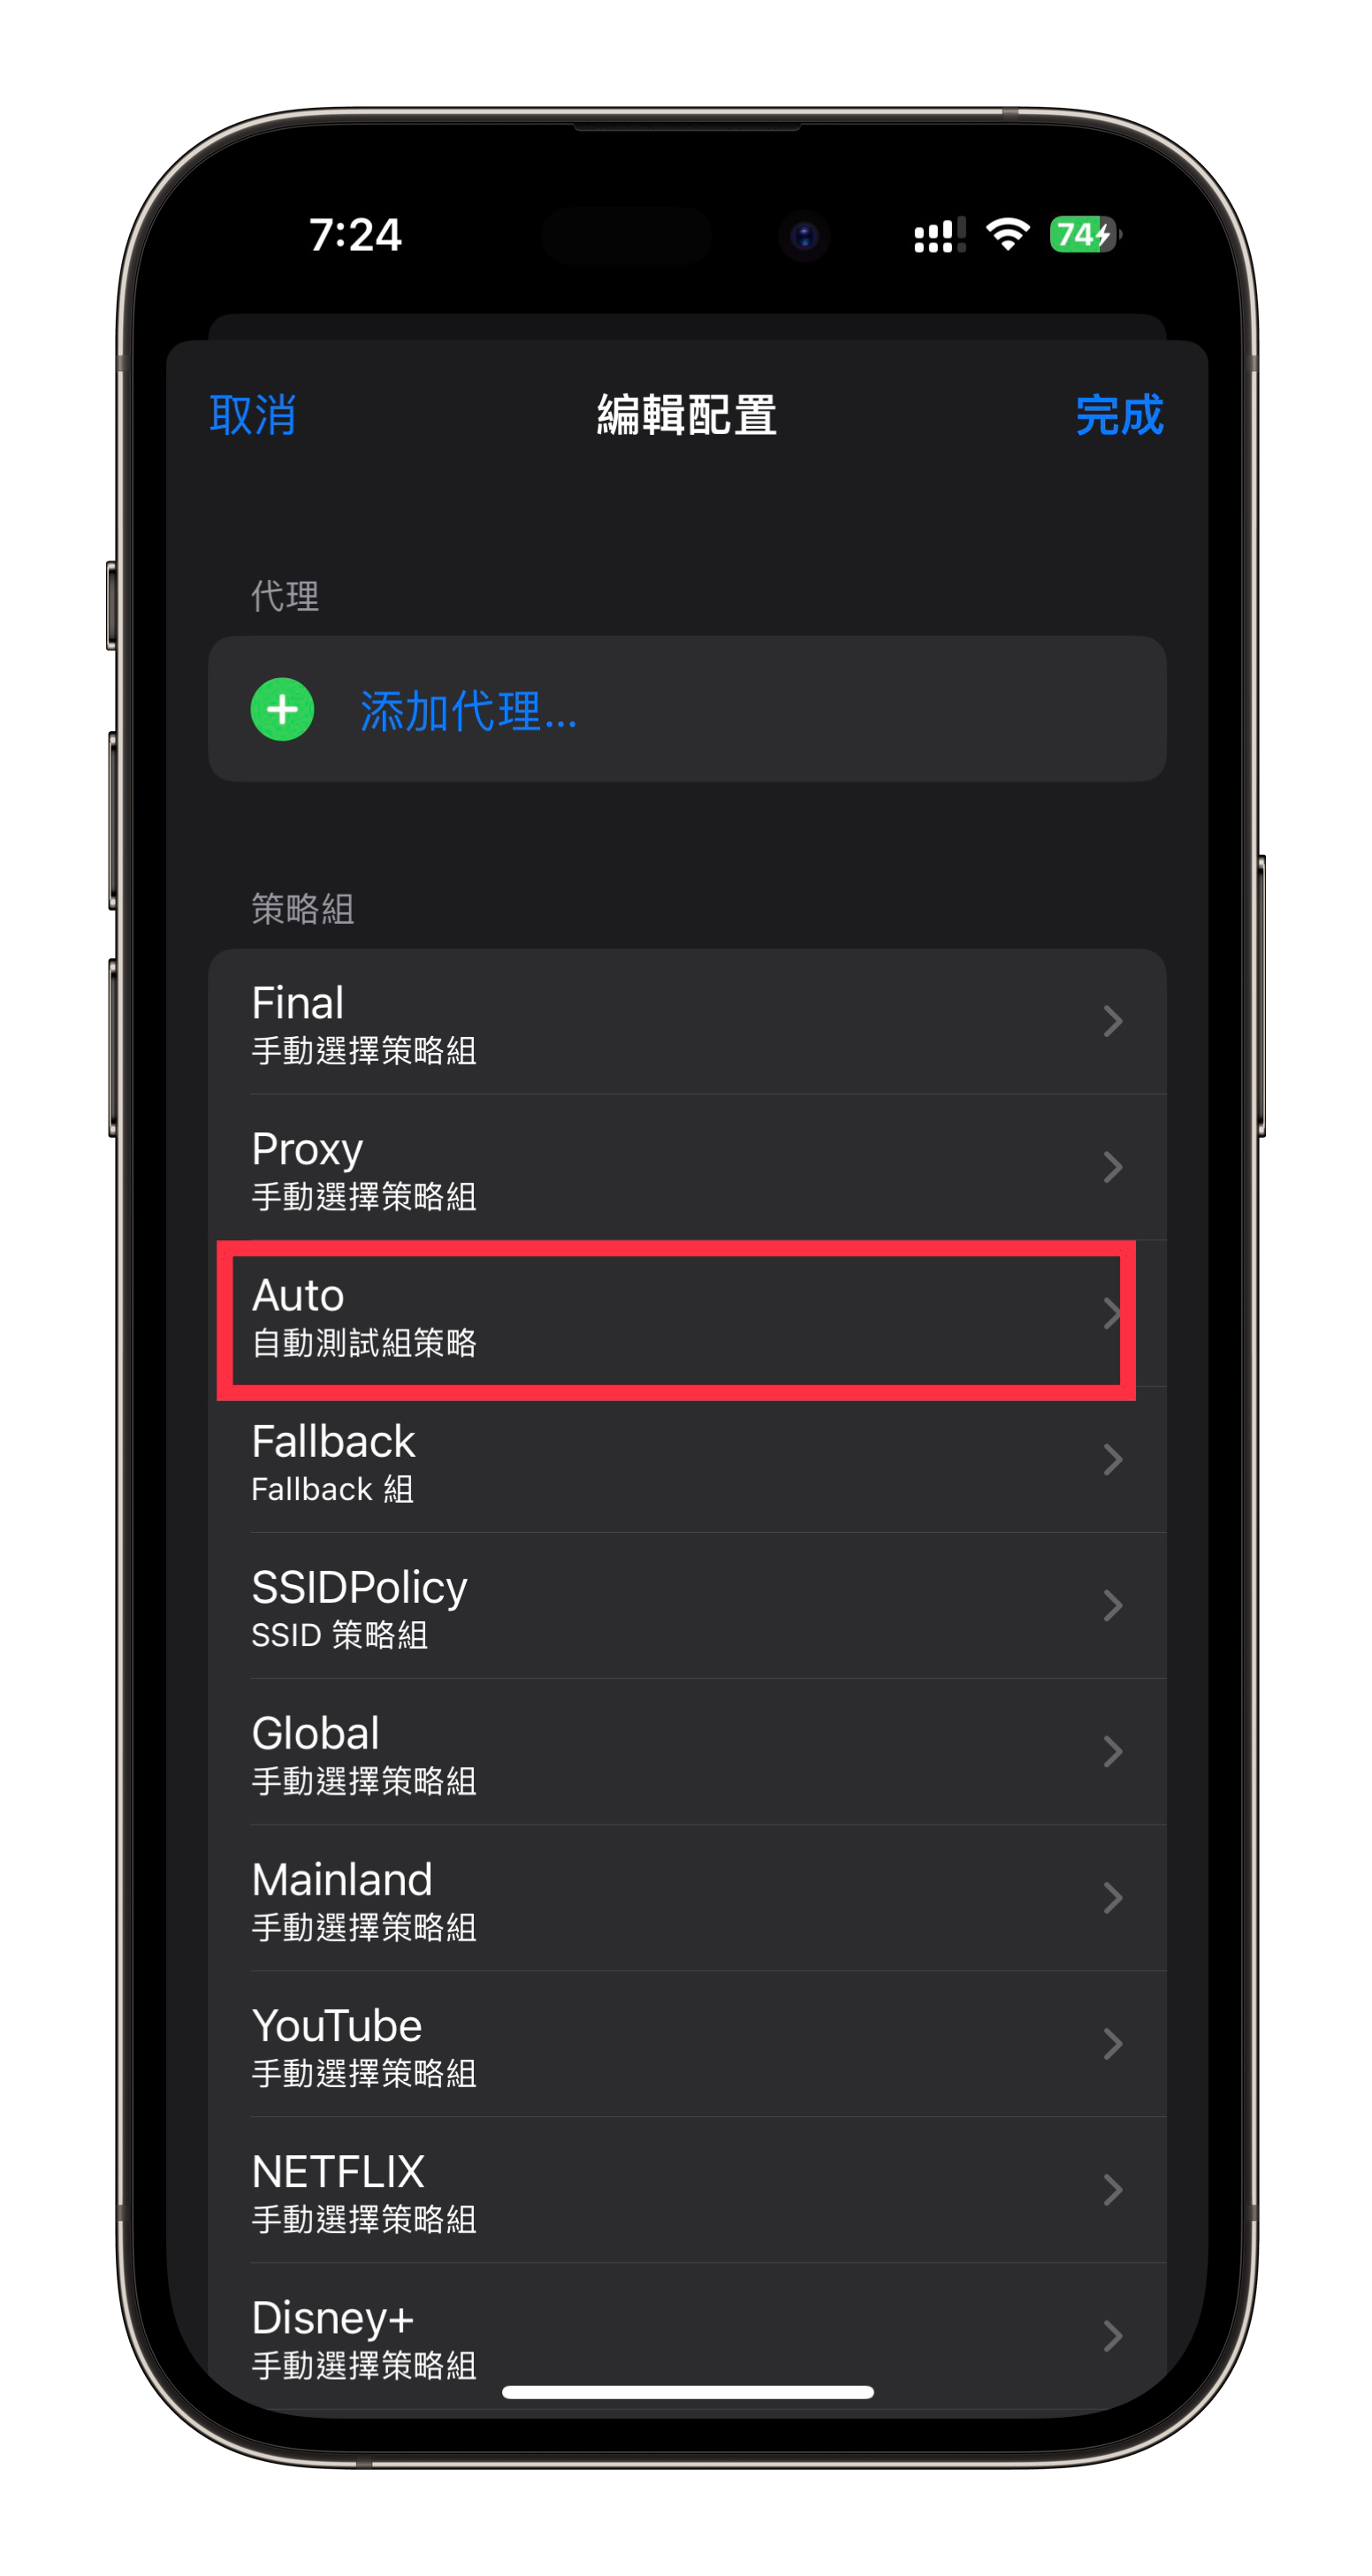 7:24
74
取消
編輯配置
完成
代理
添加代理...
策略組
Final
手動選擇策略組
Proxy
手動選擇策略組
Auto
自動測試組策略
Fallback
Fallback 組
SSIDPolicy
SSID 策略組
Global
手動選擇策略組
Mainland
手動選擇策略組
YouTube
手動選擇策略組
NETFLIX
手動選擇策略組
Disney+
手動選擇策略組